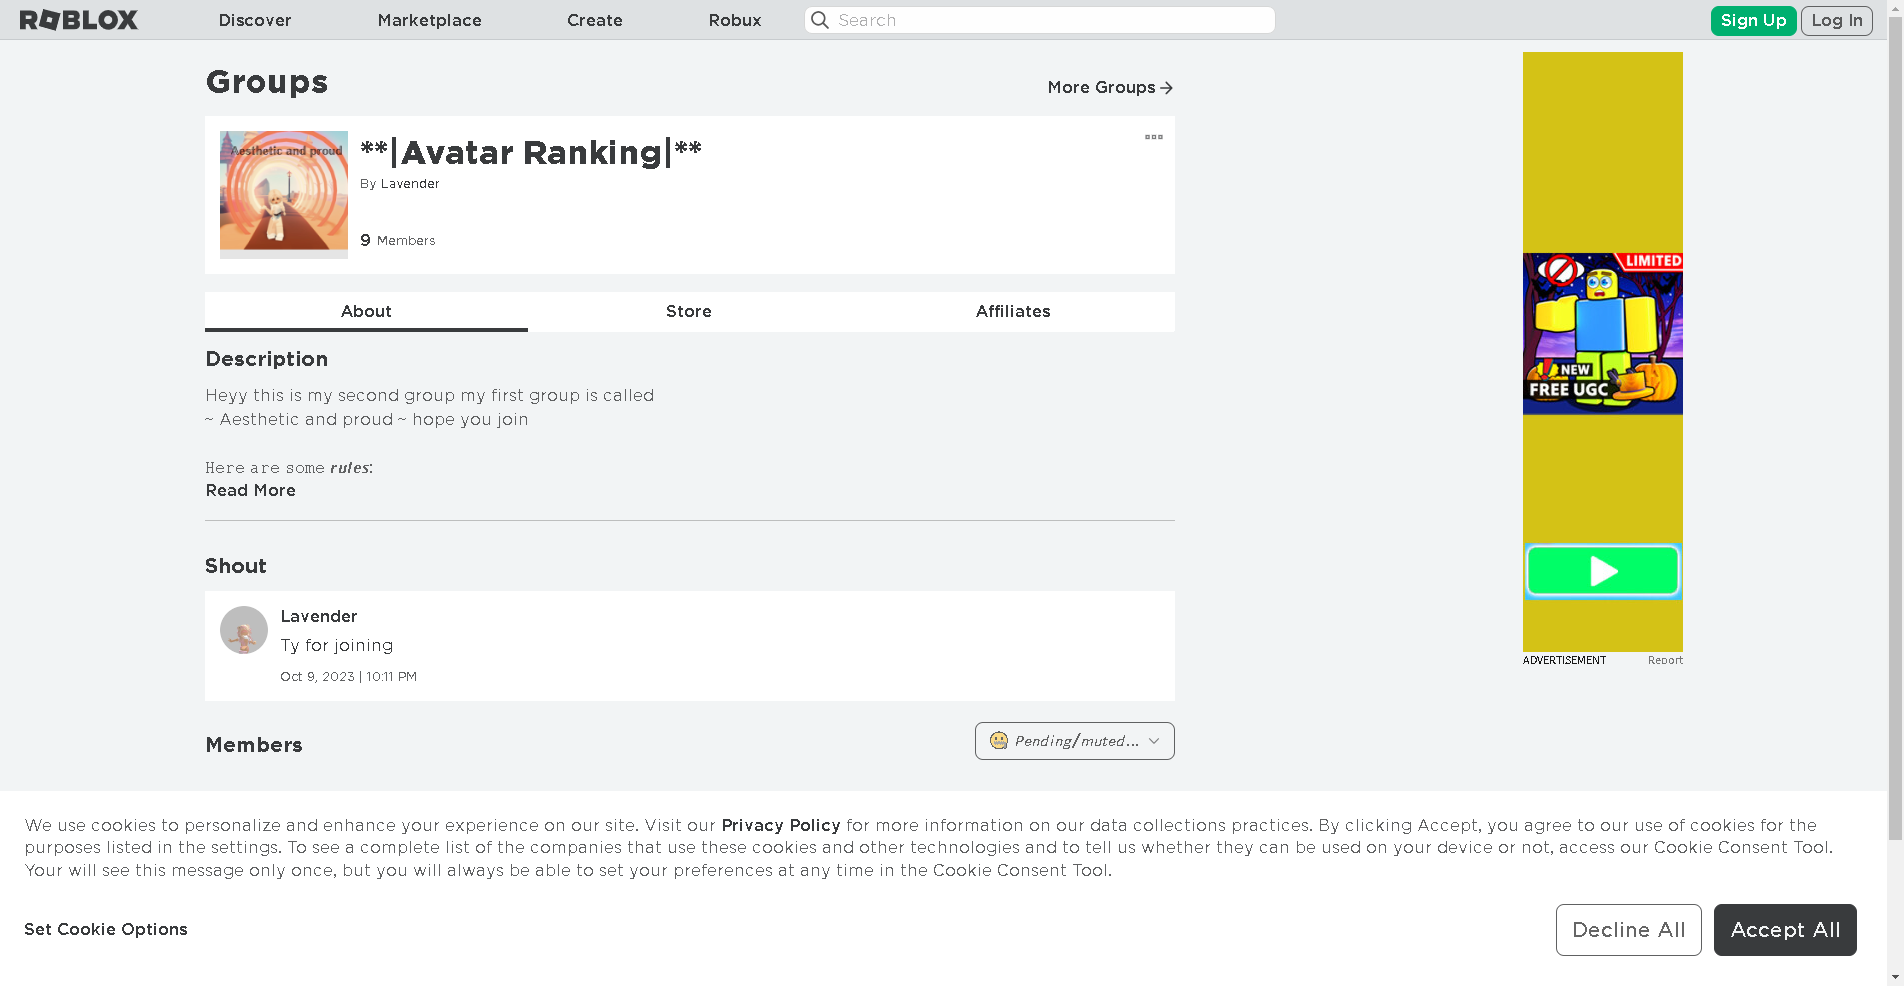 ROBLOX
Discover
Marketplace
Create
Robux
Search
Sign Up
Log In
Groups
More Groups
Aesthetic and proud
**|Avatar Ranking|**
By Lavender
9 Members
About
Store
Affiliates
Description
Heyy this is my second group my first group is called
~ Aesthetic and proud ~ hope you join
Here are some rules:
Read More
Shout
Lavender
Ty for joining
Oct 9, 2023 | 10:11 PM
Members
Pending/muted...
LIMITED
NEW
FREE UGC
ADVERTISEMENT
Report
We use cookies to personalize and enhance your experience on our site. Visit our Privacy Policy for more information on our data collections practices. By clicking Accept, you agree to our use of cookies for the
purposes listed in the settings. To see a complete list of the companies that use these cookies and other technologies and to tell us whether they can be used on your device or not, access our Cookie Consent Tool.
Your will see this message only once, but you will always be able to set your preferences at any time in the Cookie Consent Tool.
Set Cookie Options
Decline All
Accept All